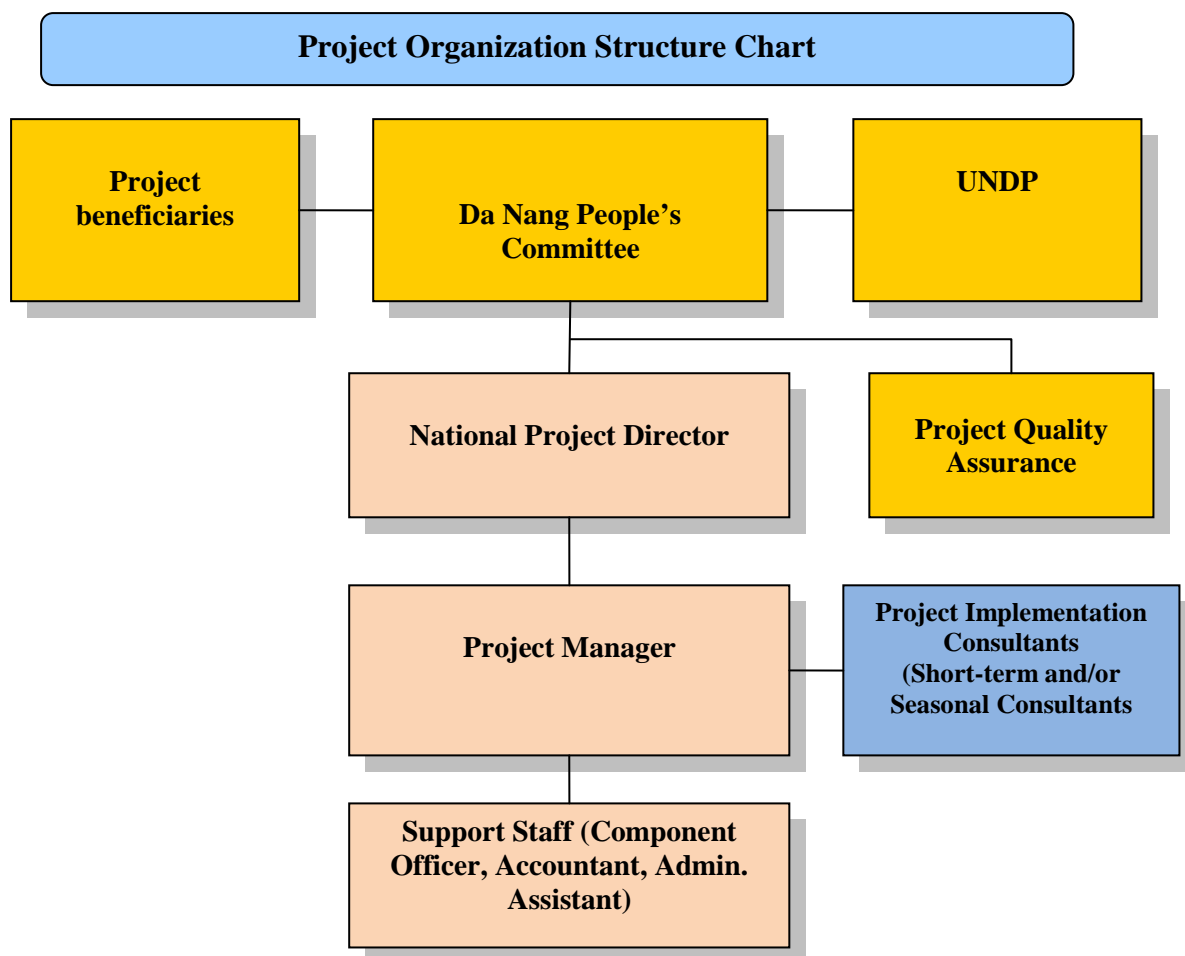 Project Organization Structure Chart
Project
beneficiaries
Da Nang People’s
Committee
UNDP
National Project Director
Project Quality
Assurance
Project Manager
Project Implementation
Consultants
(Short-term and/or
Seasonal Consultants
Support Staff (Component
Officer, Accountant, Admin.
Assistant)